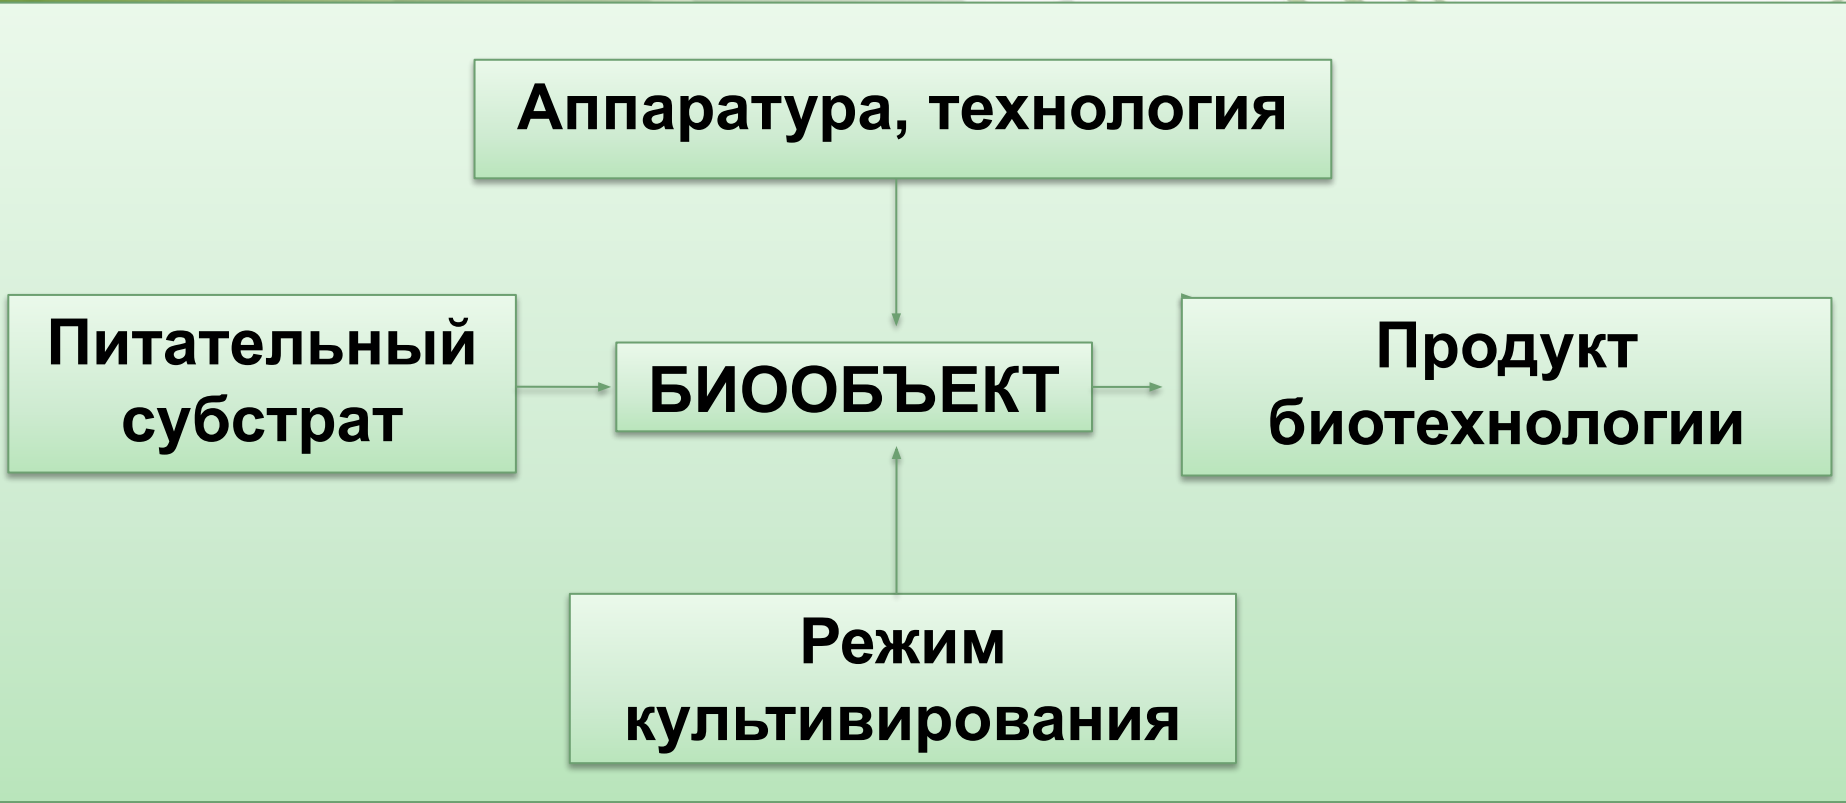 Аппаратура, технология
Питательный
субстрат
БИООБЪЕКТ
Продукт
биотехнологии
Режим
культивирования